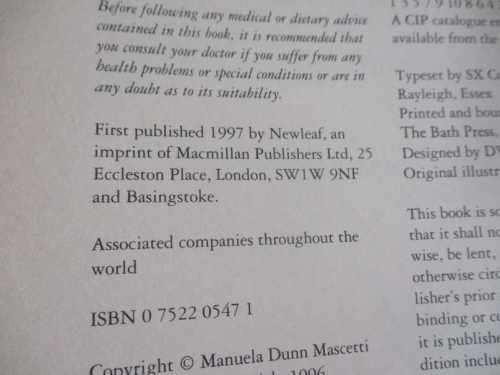 Before following any medical or dietary advice
contained in this book, it is recommended that
you consult your doctor if you suffer from any
health problems or special conditions or are in
any doubt as to its suitability.
First published 1997 by Newleaf, an
imprint of Macmillan Publishers Ltd, 25
Eccleston Place, London, SW1W 9NF
and Basingstoke.
Associated companies throughout the
world
ISBN 0 7522 0547 1
Copyright © Manuela Dunn Mascetti
1996
A CIP catalogue
available from the
Typeset by SX
Rayleigh, Essex
Printed and
The Bath Press,
Designed by
Original
This book is
that it shall
wise, be lent,
otherwise
lisher's prior
binding or
it is
dition